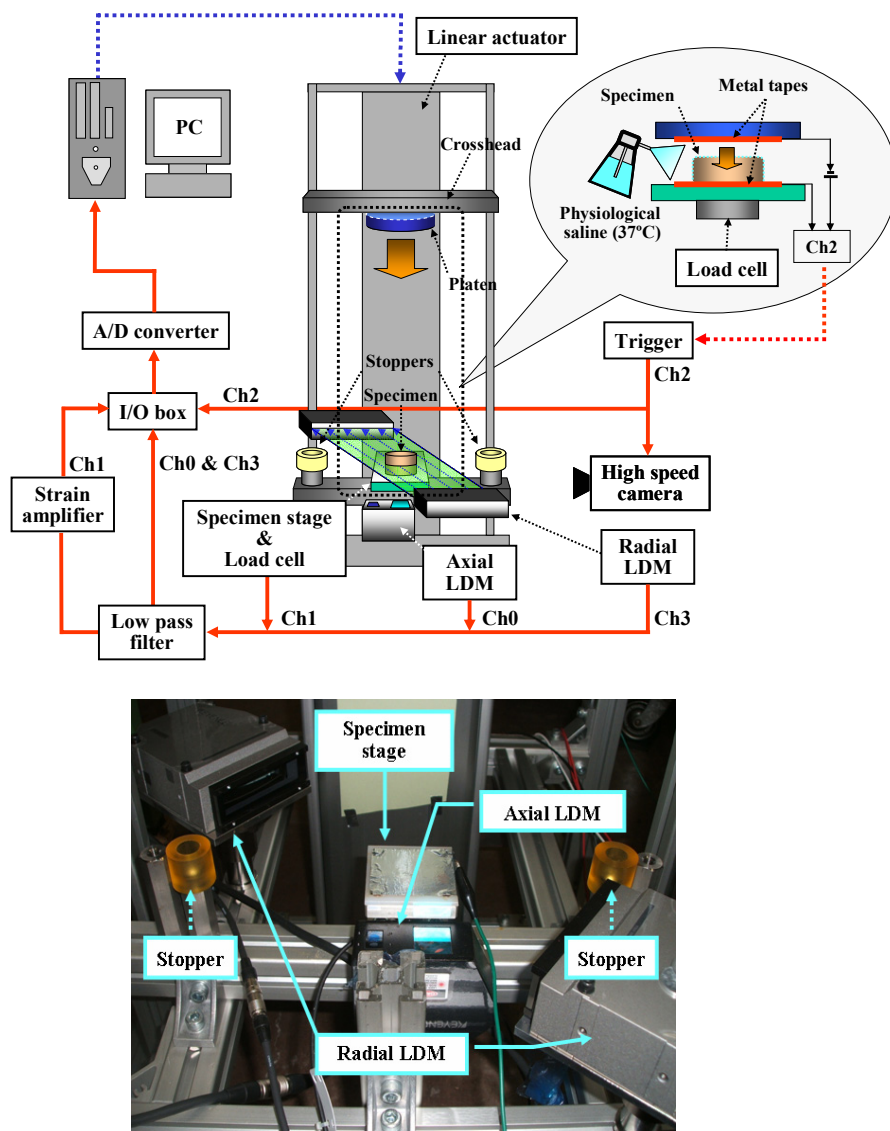 Linear actuator
PC
Crosshead
Platen
Specimen
Metal tapes
Physiological
saline (37°C)
Load cell
Ch2
A/D converter
Trigger
Ch2
I/O box
Ch2
Stoppers
Specimen
Ch1
Ch0 & Ch3
Strain
amplifier
High speed
camera
Specimen stage
&
Load cell
Axial
LDM
Radial
LDM
Low pass
filter
Ch1
Ch0
Ch3
Specimen
stage
Axial LDM
Stopper
Stopper
Radial LDM